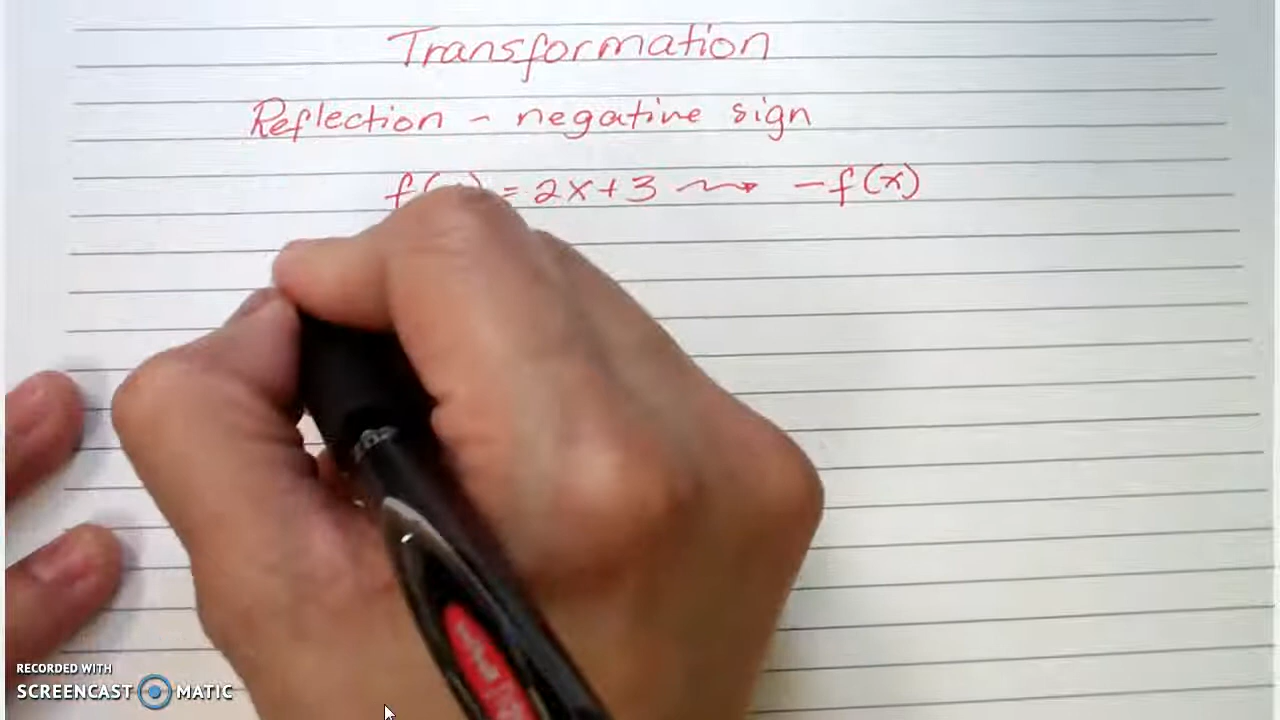 Transformation
Reflection - negative sign
f( ) = 2x+3 ⇝ -f(x)
RECORDED WITH
SCREENCAST MATIC